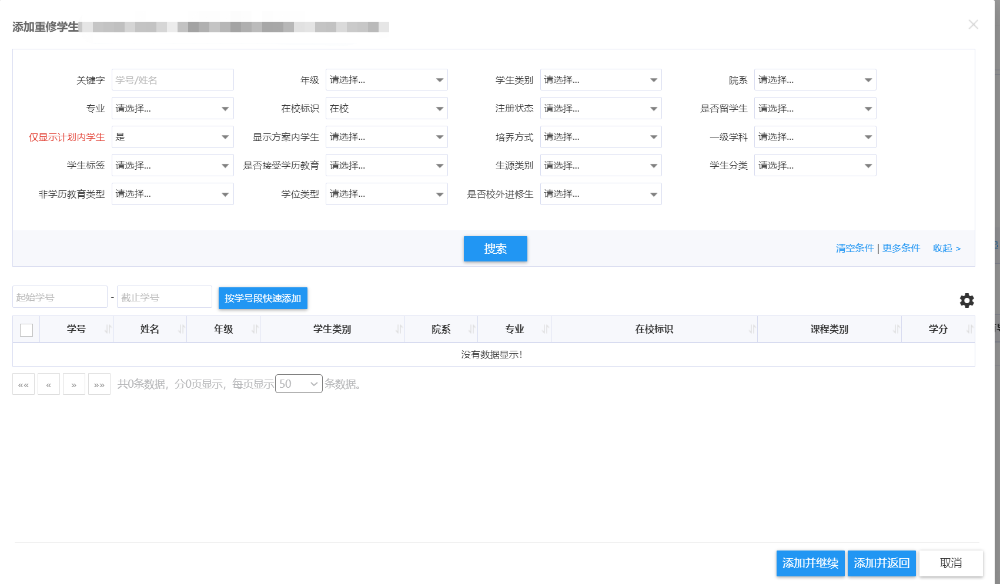 添加重修学生
关键字 学号/姓名 年级 请选择... 学生类别 请选择... 院系 请选择...
专业 请选择... 在校标识 在校 注册状态 请选择... 是否留学生 请选择...
仅显示计划内学生 是 显示方案内学生 请选择... 培养方式 请选择... 一级学科 请选择...
学生标签 请选择... 是否接受学历教育 请选择... 生源类别 请选择... 学生分类 请选择...
非学历教育类型 请选择... 学位类型 请选择... 是否校外进修生 请选择...
搜索 清空条件 | 更多条件 收起 >
起始学号 - 截止学号 按学号段快速添加
学号 姓名 年级 学生类别 院系 专业 在校标识 课程类别 学分
没有数据显示!
«« « » »» 共0条数据，分0页显示，每页显示 50 条数据。
添加并继续 添加并返回 取消